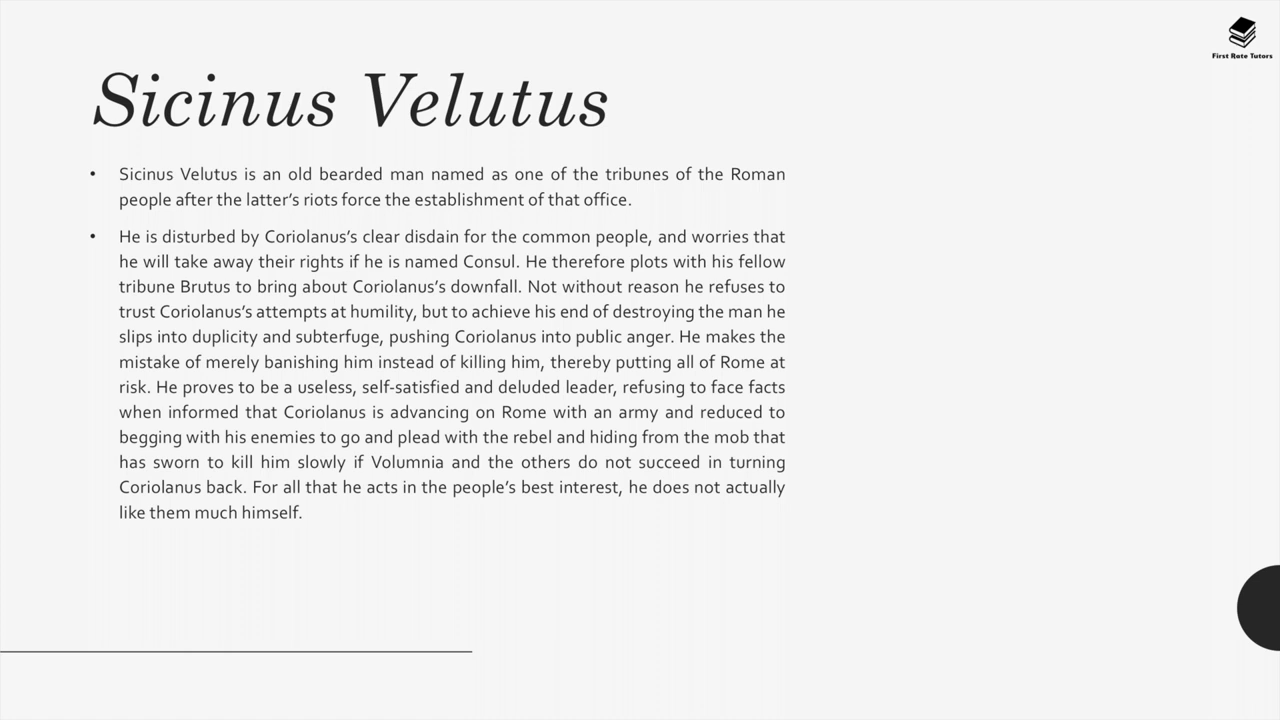 First Rate Tutors
Sicinus Velutus
• Sicinus Velutus is an old bearded man named as one of the tribunes of the Roman
people after the latter’s riots force the establishment of that office.
• He is disturbed by Coriolanus’s clear disdain for the common people, and worries that
he will take away their rights if he is named Consul. He therefore plots with his fellow
tribune Brutus to bring about Coriolanus’s downfall. Not without reason he refuses to
trust Coriolanus’s attempts at humility, but to achieve his end of destroying the man he
slips into duplicity and subterfuge, pushing Coriolanus into public anger. He makes the
mistake of merely banishing him instead of killing him, thereby putting all of Rome at
risk. He proves to be a useless, self-satisfied and deluded leader, refusing to face facts
when informed that Coriolanus is advancing on Rome with an army and reduced to
begging with his enemies to go and plead with the rebel and hiding from the mob that
has sworn to kill him slowly if Volumnia and the others do not succeed in turning
Coriolanus back. For all that he acts in the people’s best interest, he does not actually
like them much himself.